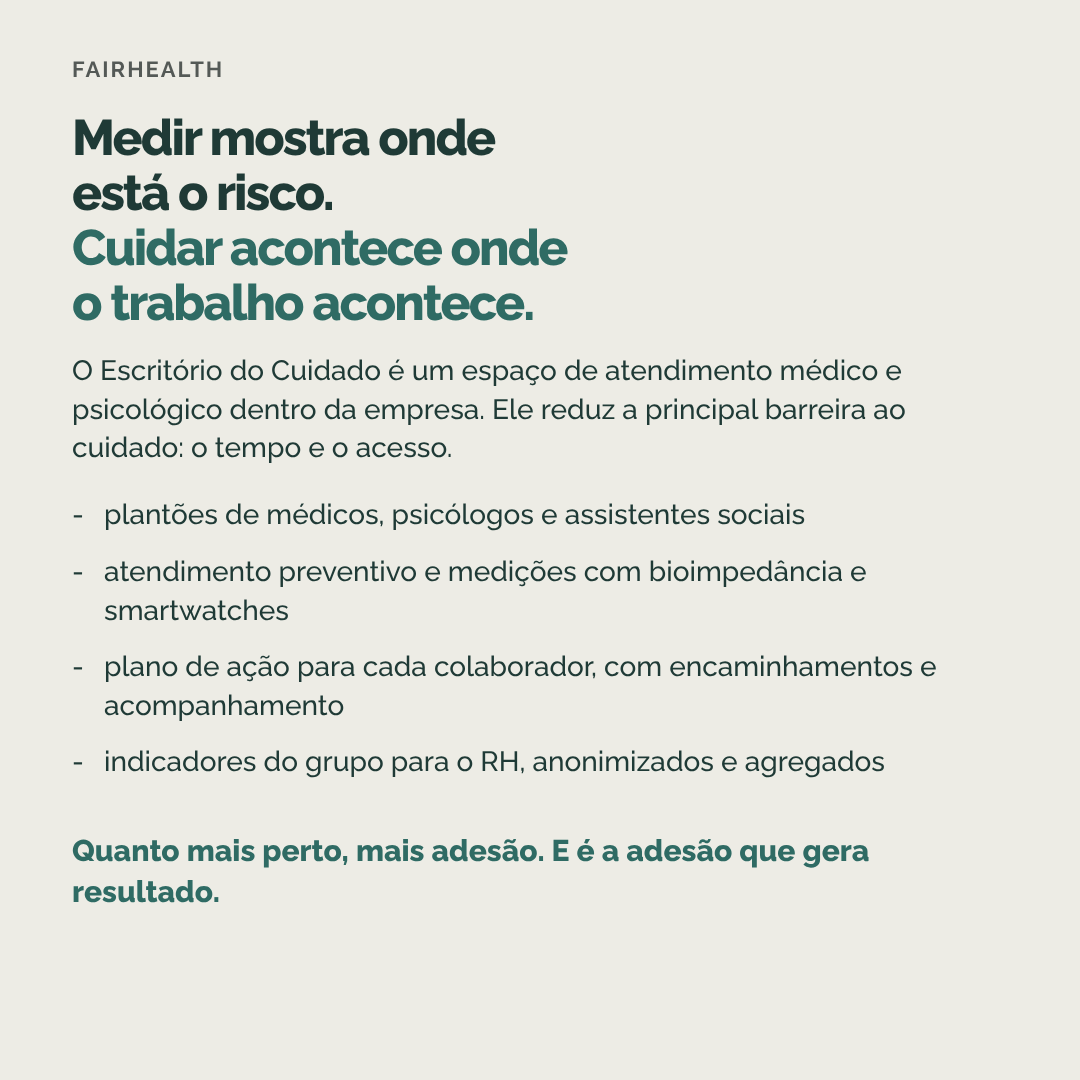 FAIRHEALTH
Medir mostra onde
está o risco.
Cuidar acontece onde
o trabalho acontece.
O Escritório do Cuidado é um espaço de atendimento médico e
psicológico dentro da empresa. Ele reduz a principal barreira ao
cuidado: o tempo e o acesso.
- plantões de médicos, psicólogos e assistentes sociais
- atendimento preventivo e medições com bioimpedância e
smartwatches
- plano de ação para cada colaborador, com encaminhamentos e
acompanhamento
- indicadores do grupo para o RH, anonimizados e agregados
Quanto mais perto, mais adesão. E é a adesão que gera
resultado.